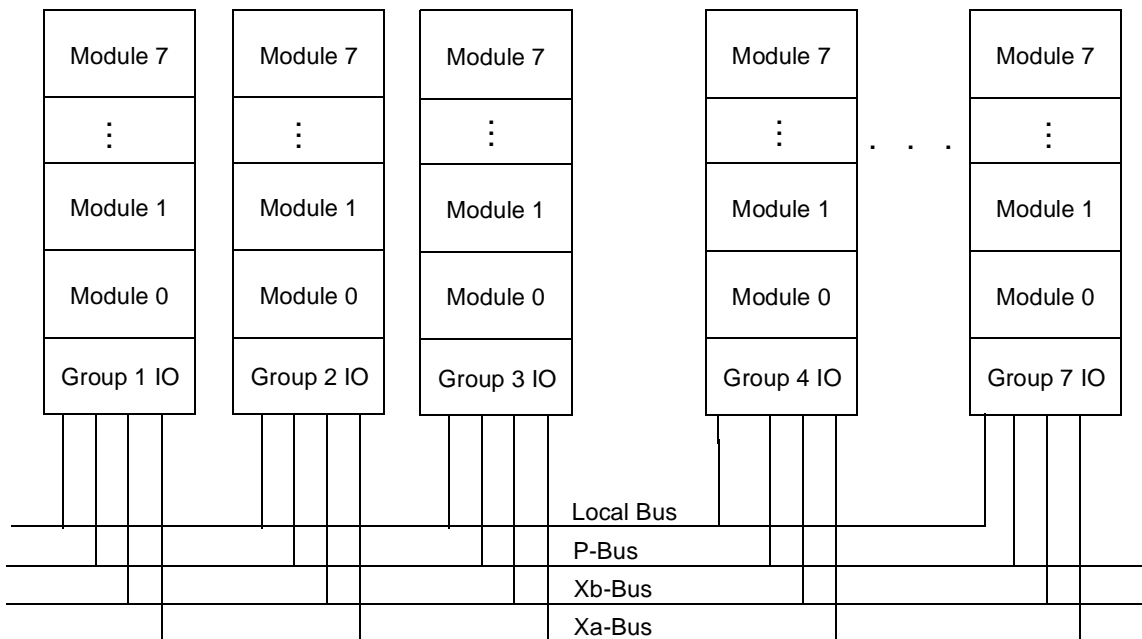 Module 7 Module 7 Module 7 Module 7 Module 7
⋮ ⋮ ⋮ ⋮ . . . ⋮
Module 1 Module 1 Module 1 Module 1 Module 1
Module 0 Module 0 Module 0 Module 0 Module 0
Group 1 IO Group 2 IO Group 3 IO Group 4 IO Group 7 IO
Local Bus
P-Bus
Xb-Bus
Xa-Bus